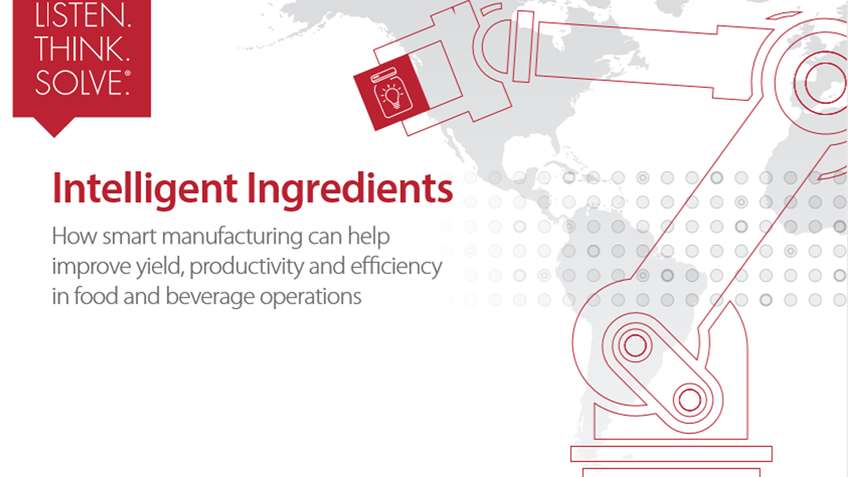 LISTEN.
THINK.
SOLVE.®
Intelligent Ingredients
How smart manufacturing can help
improve yield, productivity and efficiency
in food and beverage operations